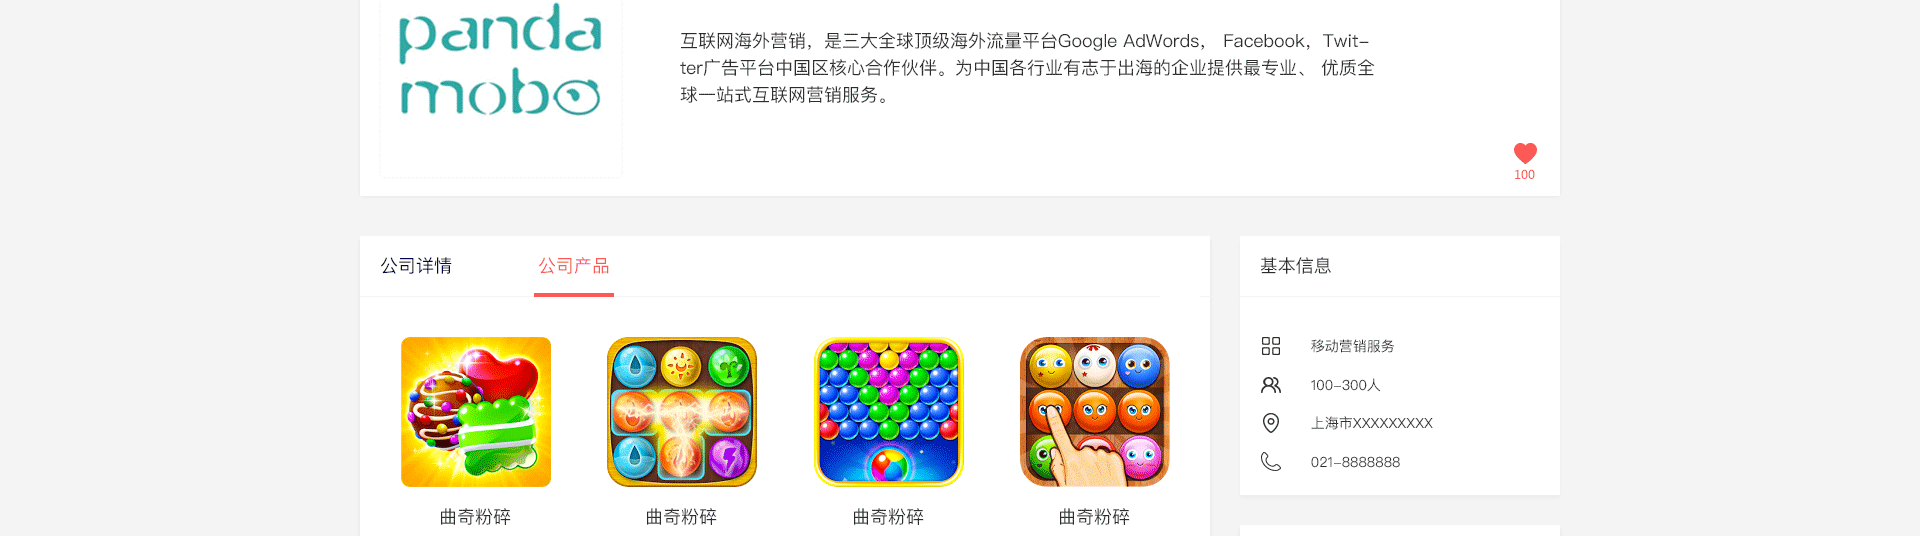 panda
mobo
互联网海外营销，是三大全球顶级海外流量平台Google AdWords， Facebook，Twit-
ter广告平台中国区核心合作伙伴。为中国各行业有志于出海的企业提供最专业、 优质全
球一站式互联网营销服务。
100
公司详情
公司产品
曲奇粉碎
曲奇粉碎
曲奇粉碎
曲奇粉碎
基本信息
移动营销服务
100-300人
上海市XXXXXXXXX
021-8888888